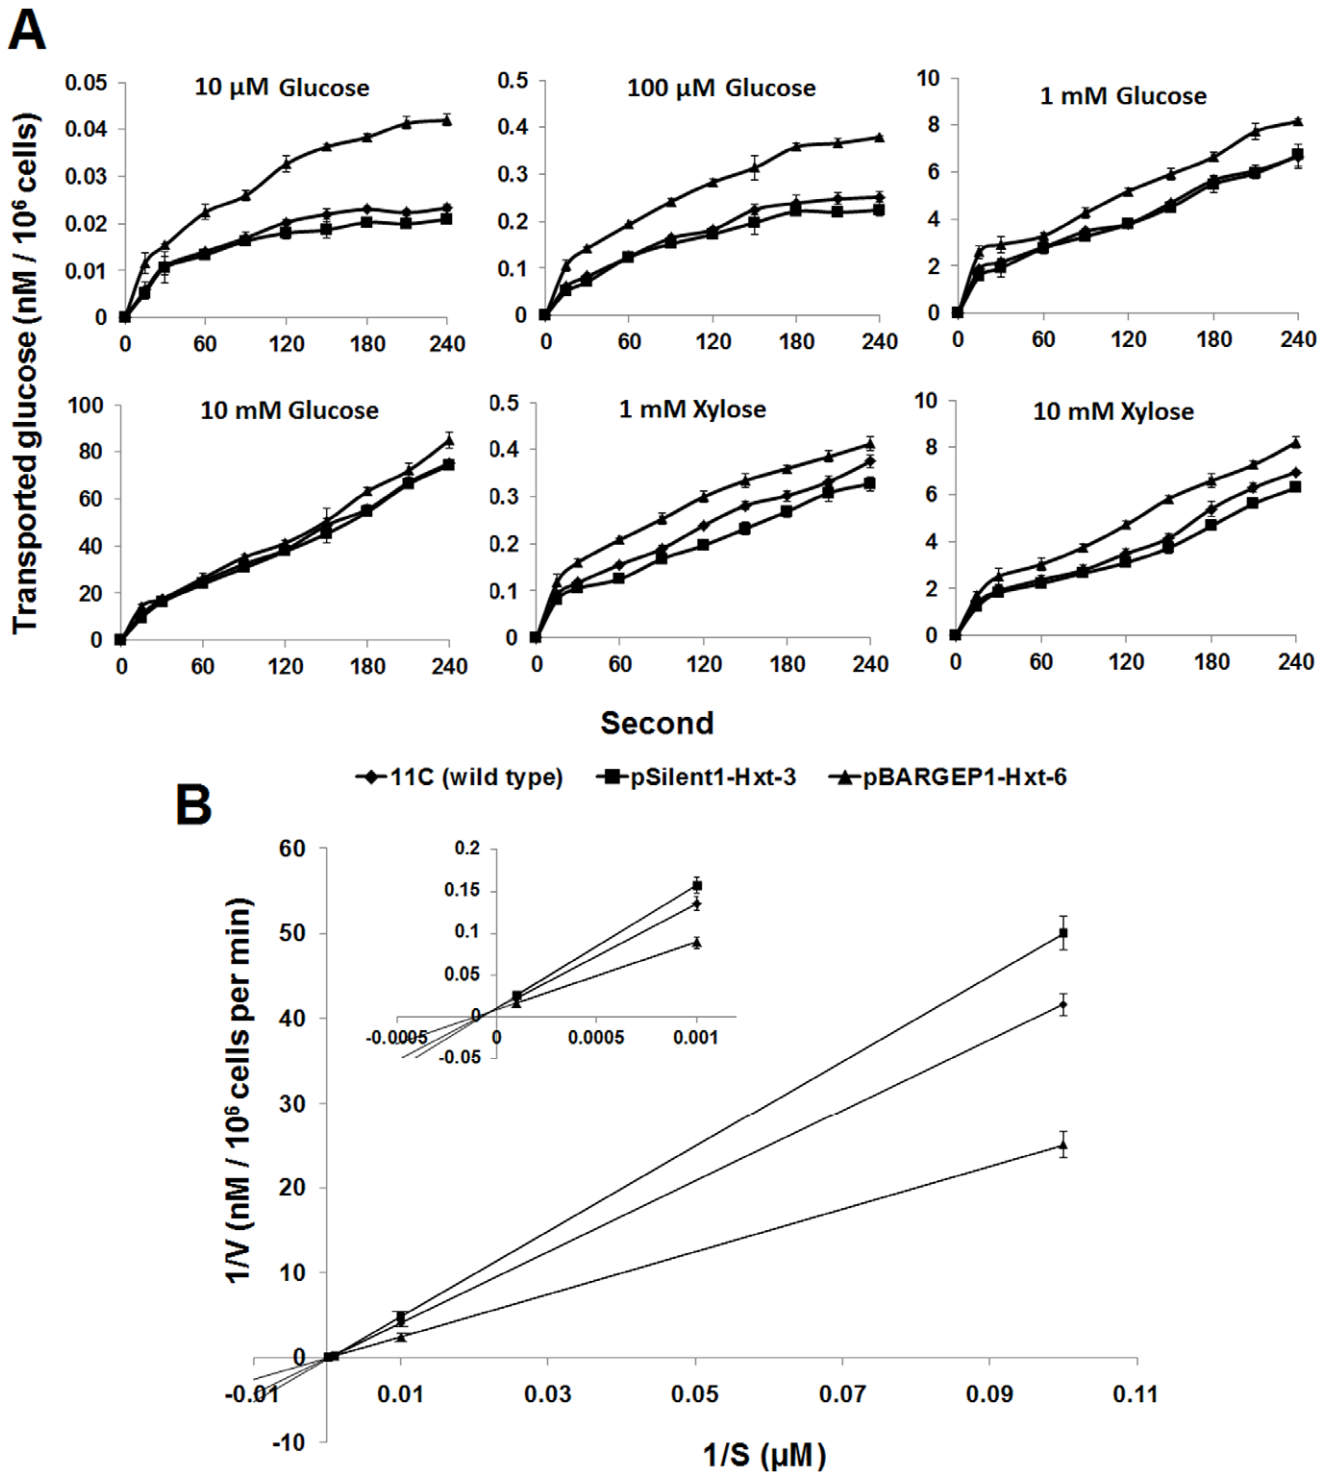 A
Transported glucose (nM / 10⁶ cells)
10 µM Glucose
0.05
0.04
0.03
0.02
0.01
0
0 60 120 180 240
100 µM Glucose
0.5
0.4
0.3
0.2
0.1
0
0 60 120 180 240
1 mM Glucose
10
8
6
4
2
0
0 60 120 180 240
10 mM Glucose
100
80
60
40
20
0
0 60 120 180 240
1 mM Xylose
0.5
0.4
0.3
0.2
0.1
0
0 60 120 180 240
10 mM Xylose
10
8
6
4
2
0
0 60 120 180 240
Second
11C (wild type) pSilent1-Hxt-3 pBARGEP1-Hxt-6
B
1/V (nM / 10⁶ cells per min)
60
50
40
30
20
10
0
-10
-0.01 0.01 0.03 0.05 0.07 0.09 0.11
1/S (µM)
0.2
0.15
0.1
0.05
0
-0.05
-0.0005 0 0.0005 0.001